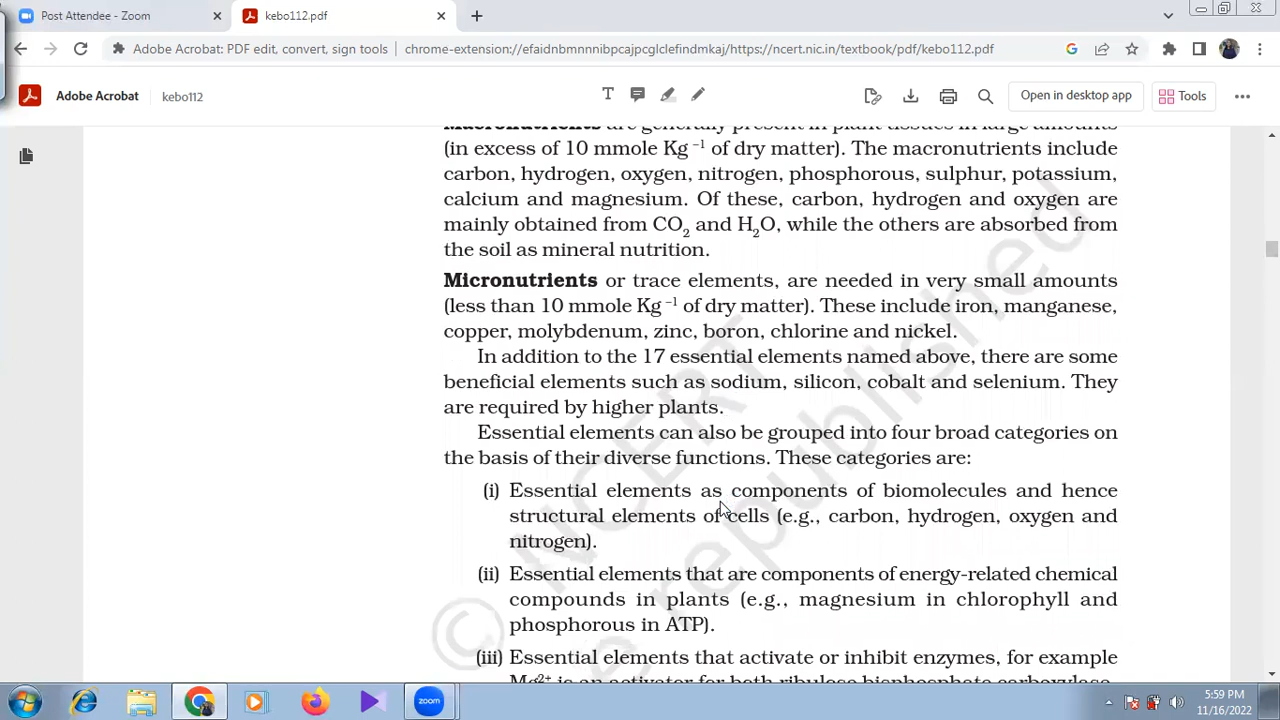 Post Attendee - Zoom
kebo112.pdf
Adobe Acrobat: PDF edit, convert, sign tools | chrome-extension://efaidnbmnnnibpcajpcglclefindmkaj/https://ncert.nic.in/textbook/pdf/kebo112.pdf
Adobe Acrobat kebo112
Open in desktop app
Tools
Macronutrients are generally present in plant tissues in large amounts
(in excess of 10 mmole Kg –1 of dry matter). The macronutrients include
carbon, hydrogen, oxygen, nitrogen, phosphorous, sulphur, potassium,
calcium and magnesium. Of these, carbon, hydrogen and oxygen are
mainly obtained from CO2 and H2O, while the others are absorbed from
the soil as mineral nutrition.
Micronutrients or trace elements, are needed in very small amounts
(less than 10 mmole Kg –1 of dry matter). These include iron, manganese,
copper, molybdenum, zinc, boron, chlorine and nickel.
In addition to the 17 essential elements named above, there are some
beneficial elements such as sodium, silicon, cobalt and selenium. They
are required by higher plants.
Essential elements can also be grouped into four broad categories on
the basis of their diverse functions. These categories are:
(i) Essential elements as components of biomolecules and hence
structural elements of cells (e.g., carbon, hydrogen, oxygen and
nitrogen).
(ii) Essential elements that are components of energy-related chemical
compounds in plants (e.g., magnesium in chlorophyll and
phosphorous in ATP).
(iii) Essential elements that activate or inhibit enzymes, for example
Mg2+ is an activator for both ribulose bisphosphate carboxylase-
© NCERT
republished
zoom
5:59 PM
11/16/2022